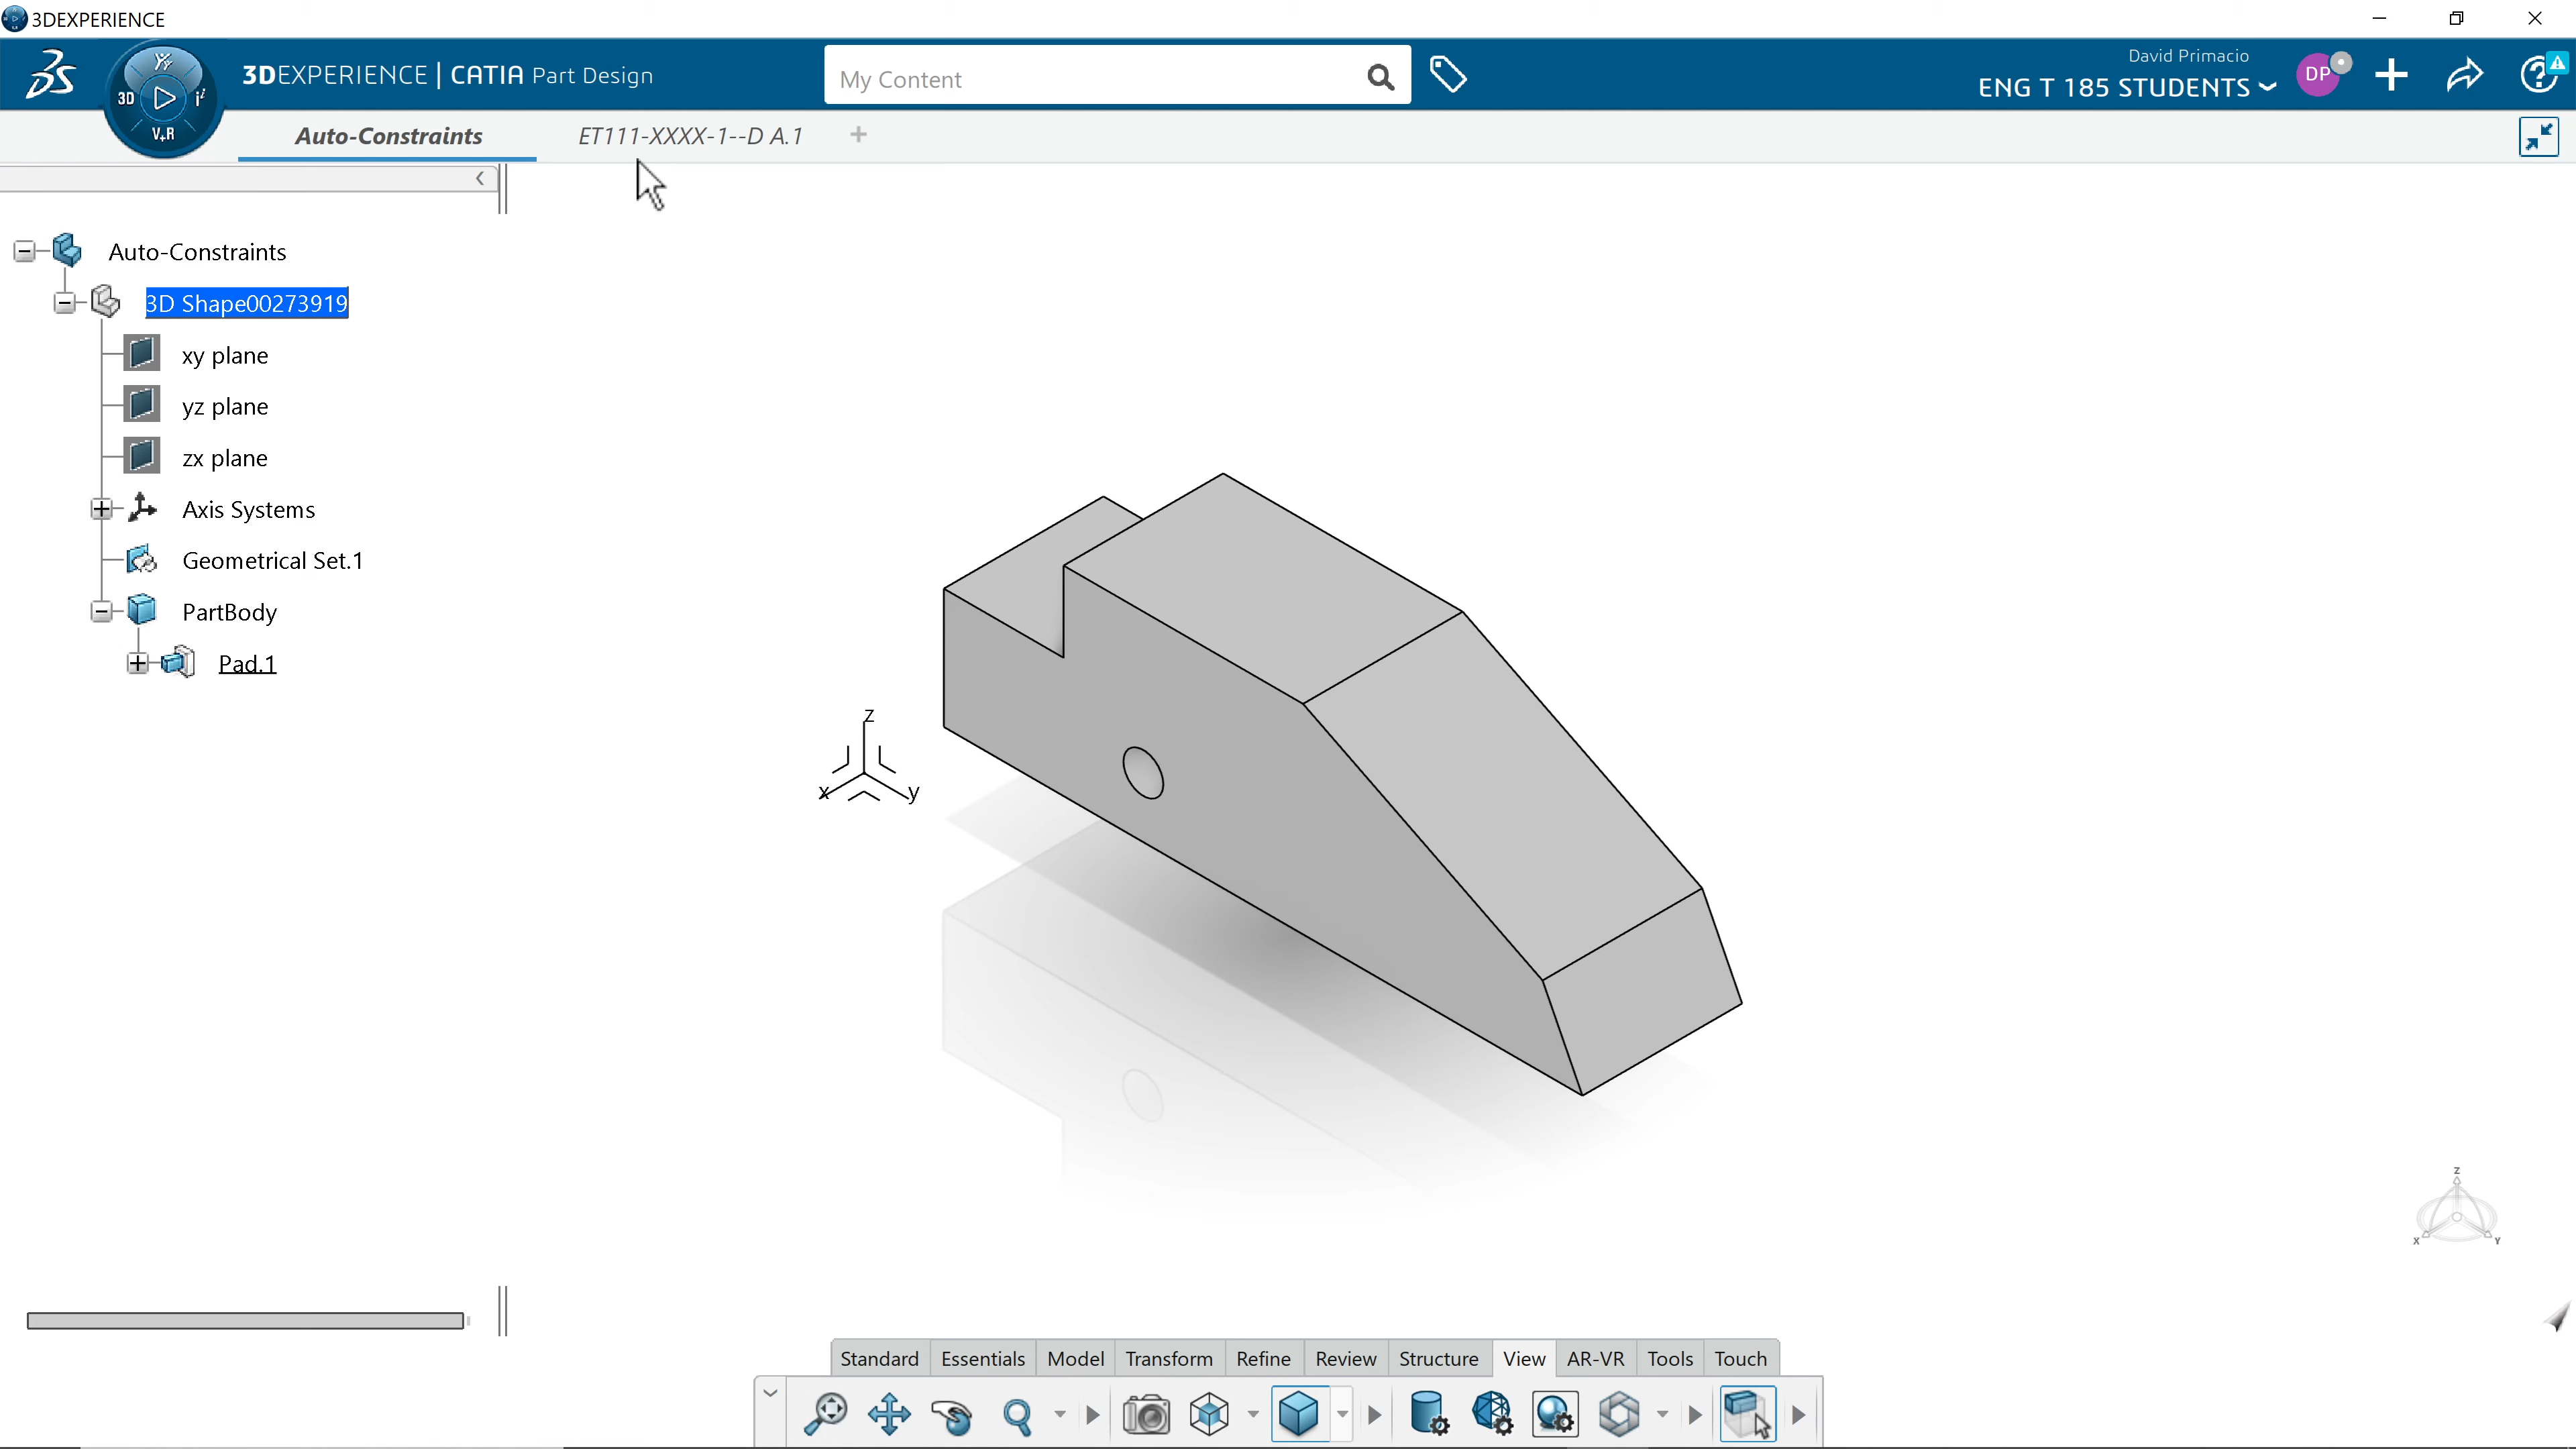 3DEXPERIENCE
3DEXPERIENCE | CATIA Part Design
My Content
David Primacio
ENG T 185 STUDENTS
DP
3D
V+R
Auto-Constraints
ET111-XXXX-1--D A.1
Auto-Constraints
3D Shape00273919
xy plane
yz plane
zx plane
Axis Systems
Geometrical Set.1
PartBody
Pad.1
z
x y
z
x Y
Standard Essentials Model Transform Refine Review Structure View AR-VR Tools Touch